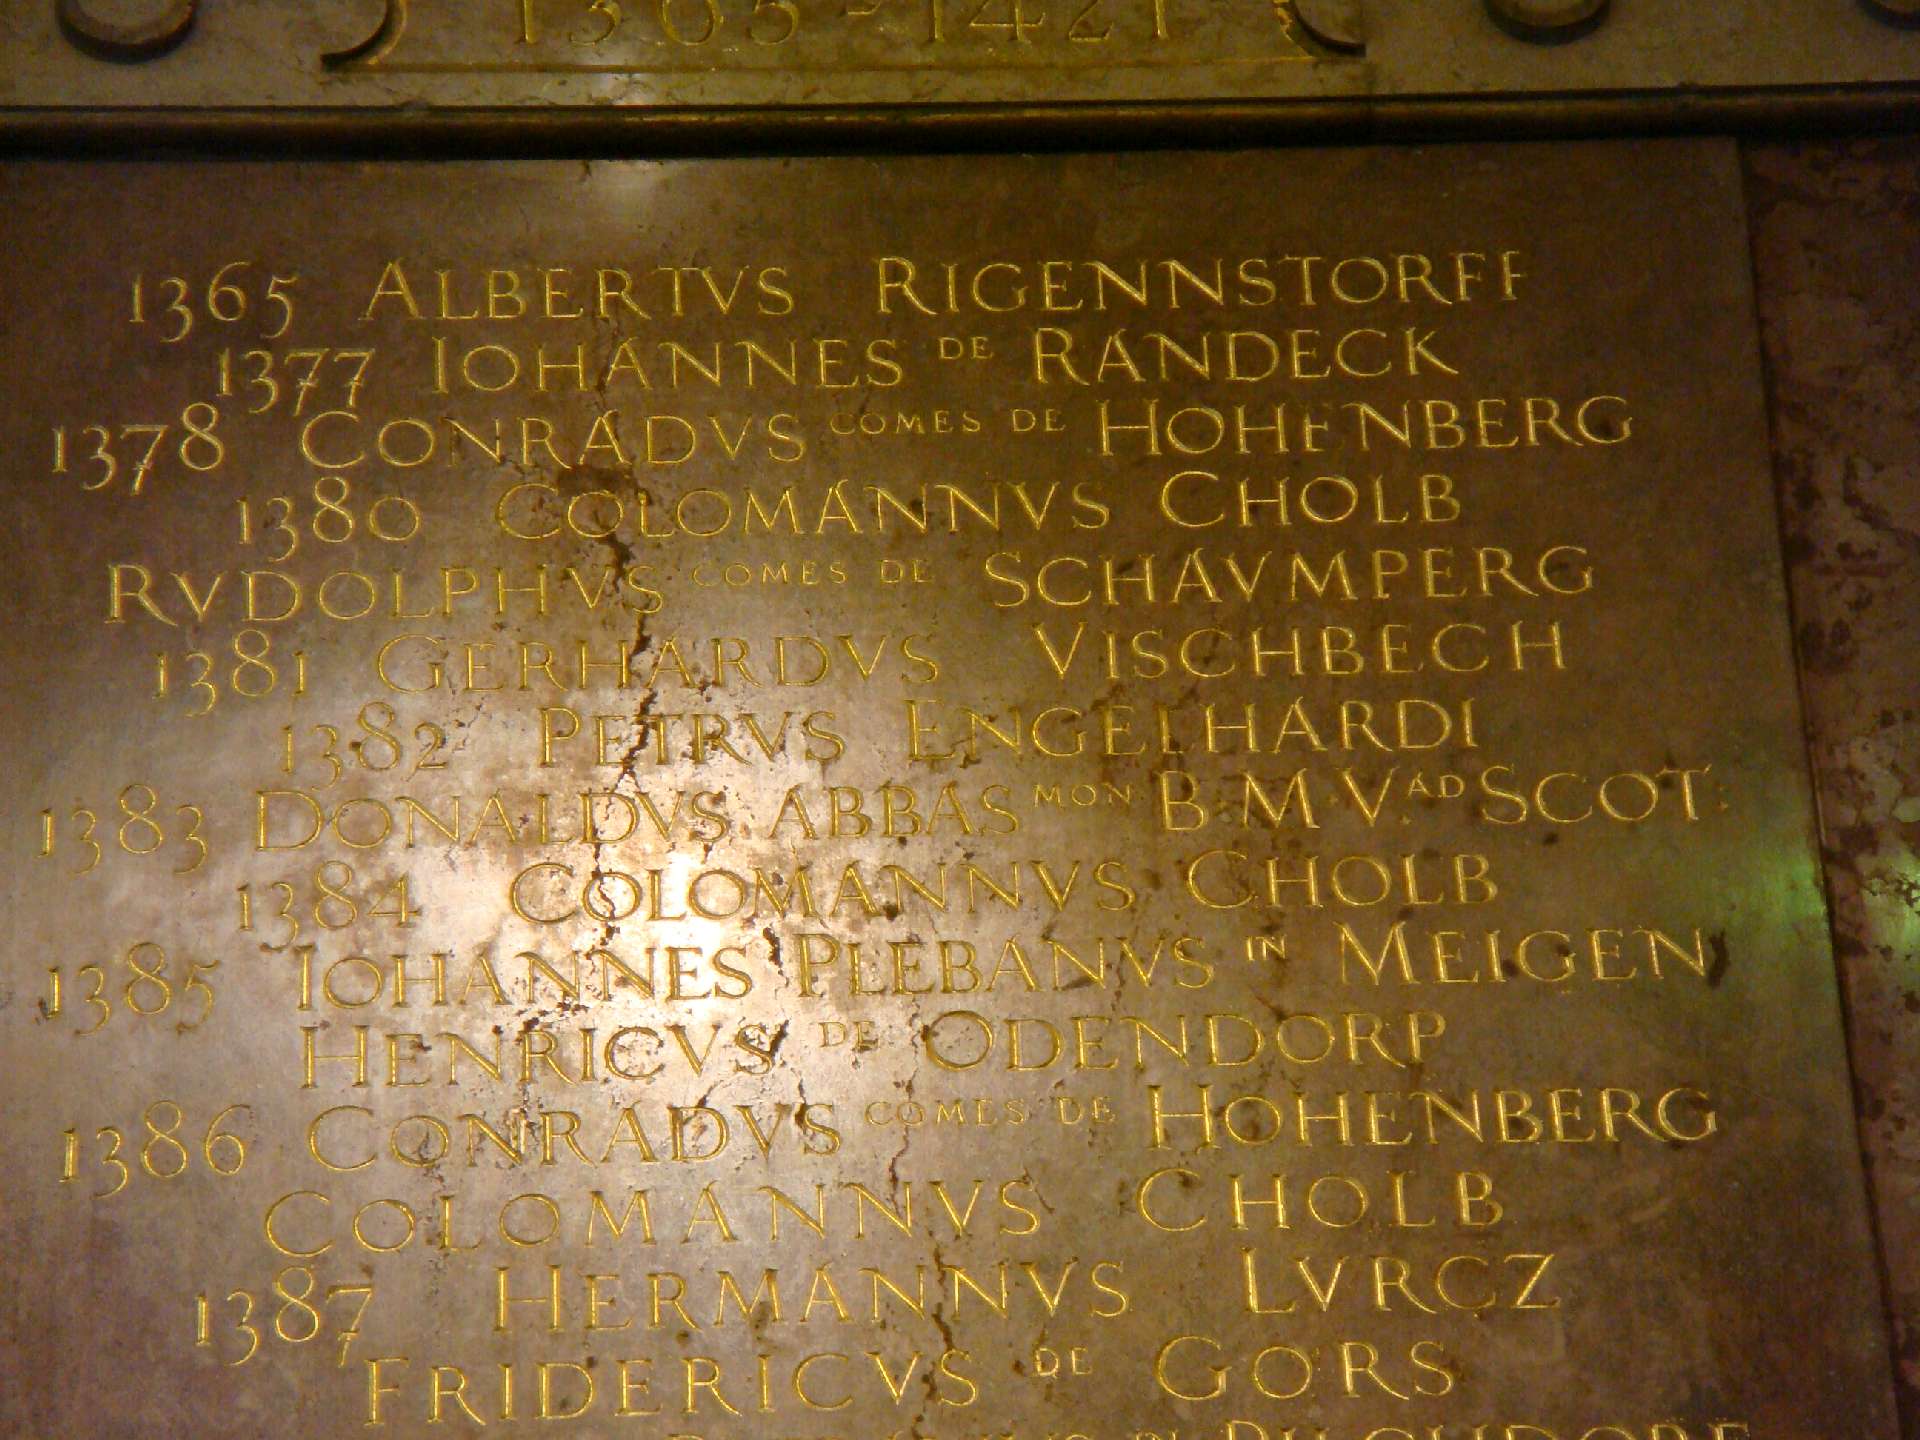 1365-1421
1365 ALBERTVS RIGENNSTORFF
1377 IOHANNES DE RANDECK
1378 CONRADVS COMES DE HOHENBERG
1380 COLOMANNVS CHOLB
RVDOLPHVS COMES DE SCHAVMPERG
1381 GERHARDVS VISCHBECH
1382 PETRVS ENGELHARDI
1383 DONALDVS ABBAS MON B·M·V· AD SCOT:
1384 COLOMANNVS CHOLB
1385 IOHANNES PLEBANVS IN MEIGEN
HENRICVS DE ODENDORP
1386 CONRADVS COMES DE HOHENBERG
COLOMANNVS CHOLB
1387 HERMANNVS LVRCZ
FRIDERICVS DE GORS